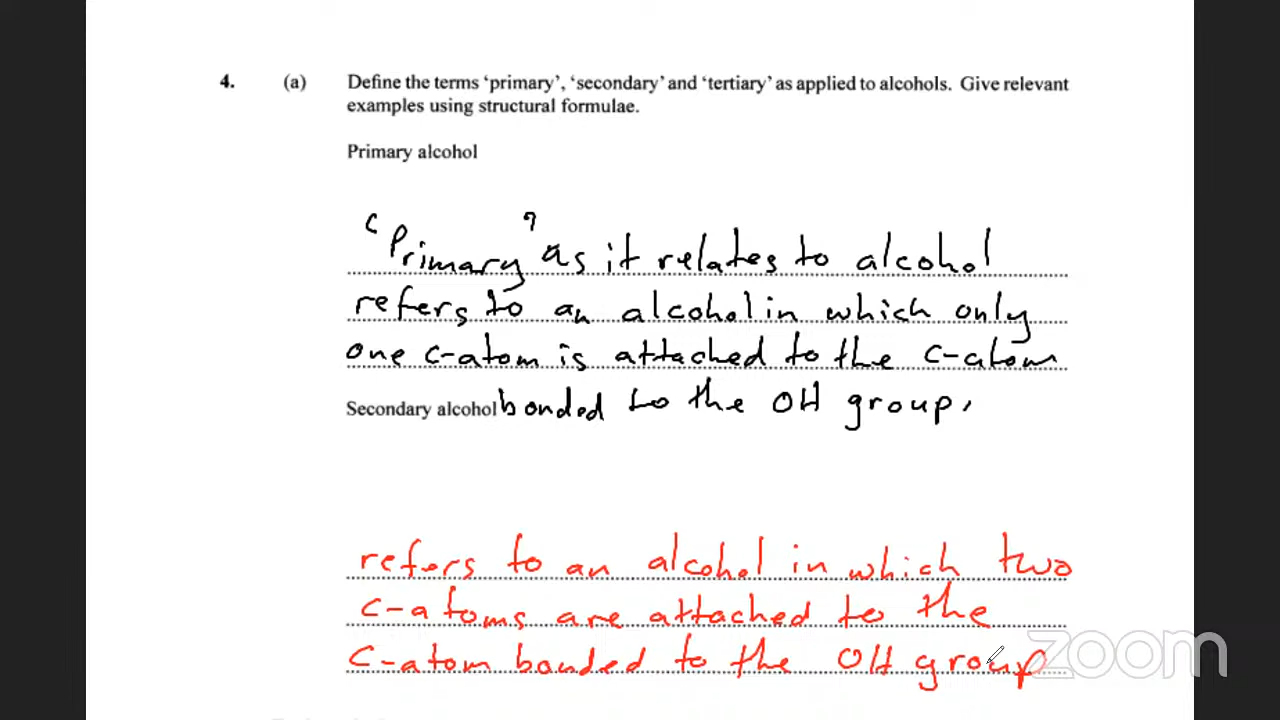 4. (a) Define the terms ‘primary’, ‘secondary’ and ‘tertiary’ as applied to alcohols. Give relevant
examples using structural formulae.
Primary alcohol
‘Primary’ as it relates to alcohol
refers to an alcohol in which only
one c-atom is attached to the c-atom
Secondary alcohol bonded to the OH group,
refers to an alcohol in which two
c-atoms are attached to the
C-atom bonded to the OH group
zoom